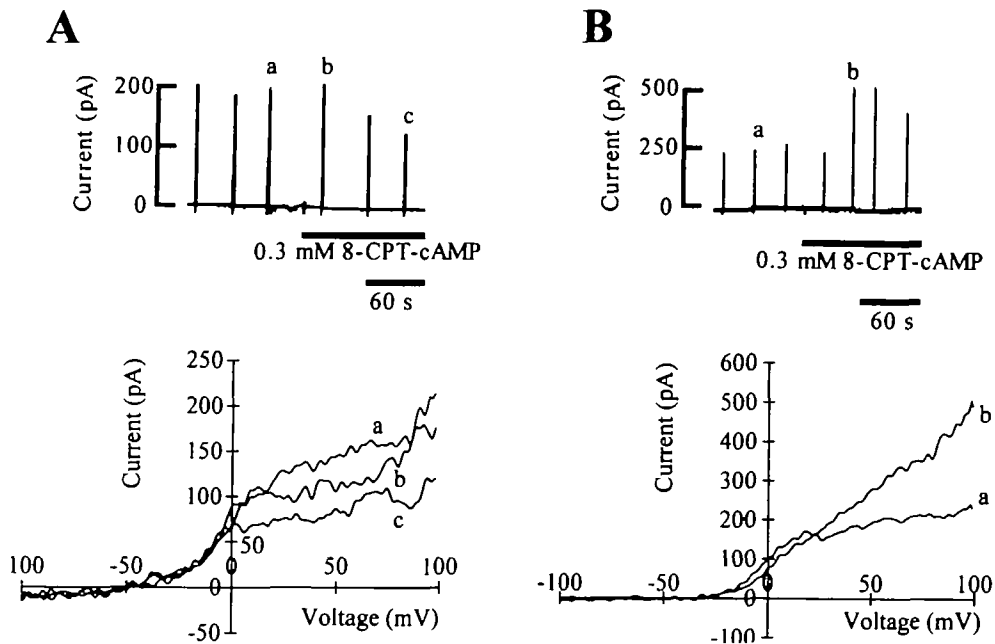 A
Current (pA)
200
100
0
a
b
c
0.3 mM 8-CPT-cAMP
60 s
B
Current (pA)
500
250
0
a
b
0.3 mM 8-CPT-cAMP
60 s
Current (pA)
250
200
150
100
50
0
-50
a
b
c
100
-50
0
50
100
Voltage (mV)
Current (pA)
600
500
400
300
200
100
0
-100
b
a
-100
-50
0
50
100
Voltage (mV)